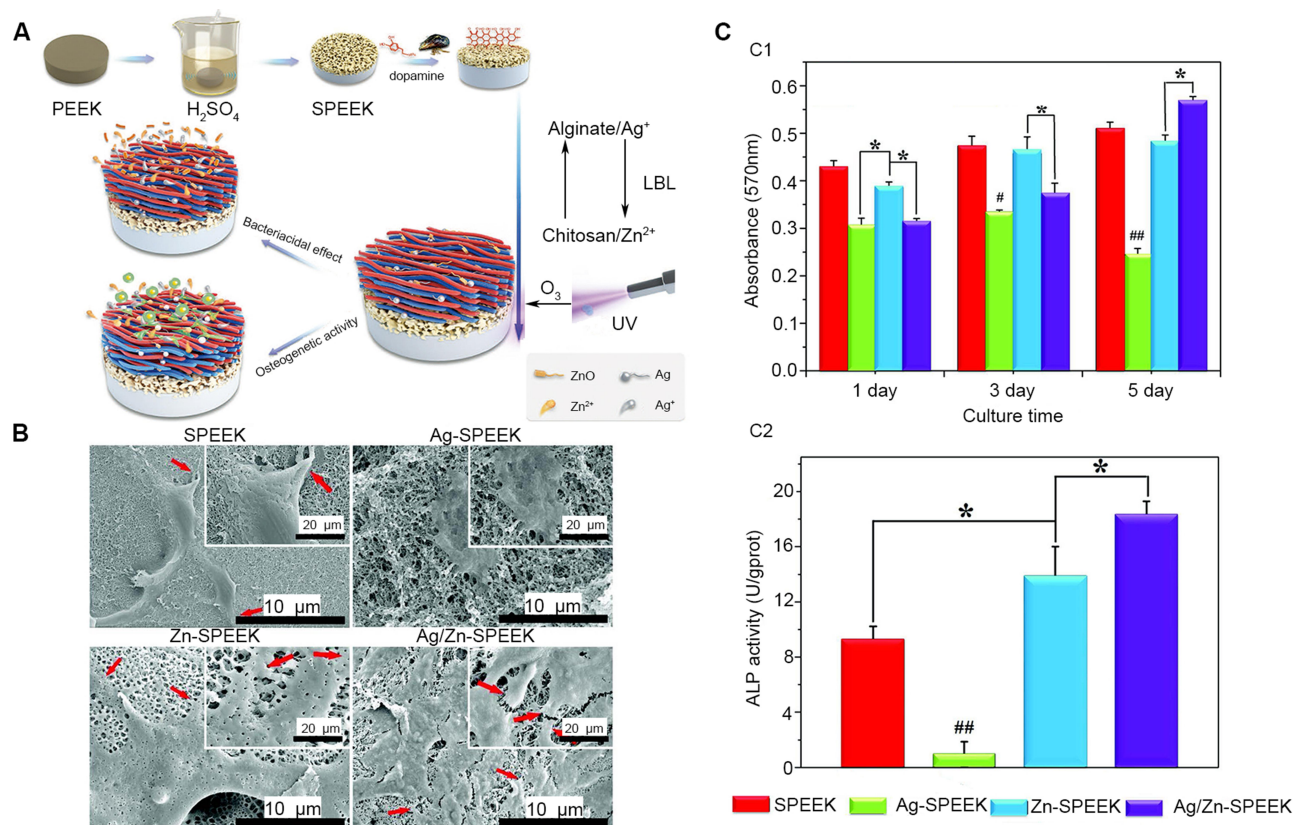 A
PEEK
H₂SO₄
SPEEK
dopamine
Alginate/Ag⁺
LBL
Chitosan/Zn²⁺
Bacteriacidal effect
Osteogenetic activity
O₃
UV
ZnO
Ag
Zn²⁺
Ag⁺
B
SPEEK
Ag-SPEEK
20 µm
20 µm
10 µm
10 µm
Zn-SPEEK
Ag/Zn-SPEEK
20 µm
20 µm
10 µm
10 µm
C
C1
Absorbance (570nm)
0.6
0.5
0.4
0.3
0.2
0.1
0.0
*
*
#
*
##
*
1 day
3 day
5 day
Culture time
C2
ALP activity (U/gprot)
20
16
12
8
4
0
*
##
*
SPEEK
Ag-SPEEK
Zn-SPEEK
Ag/Zn-SPEEK